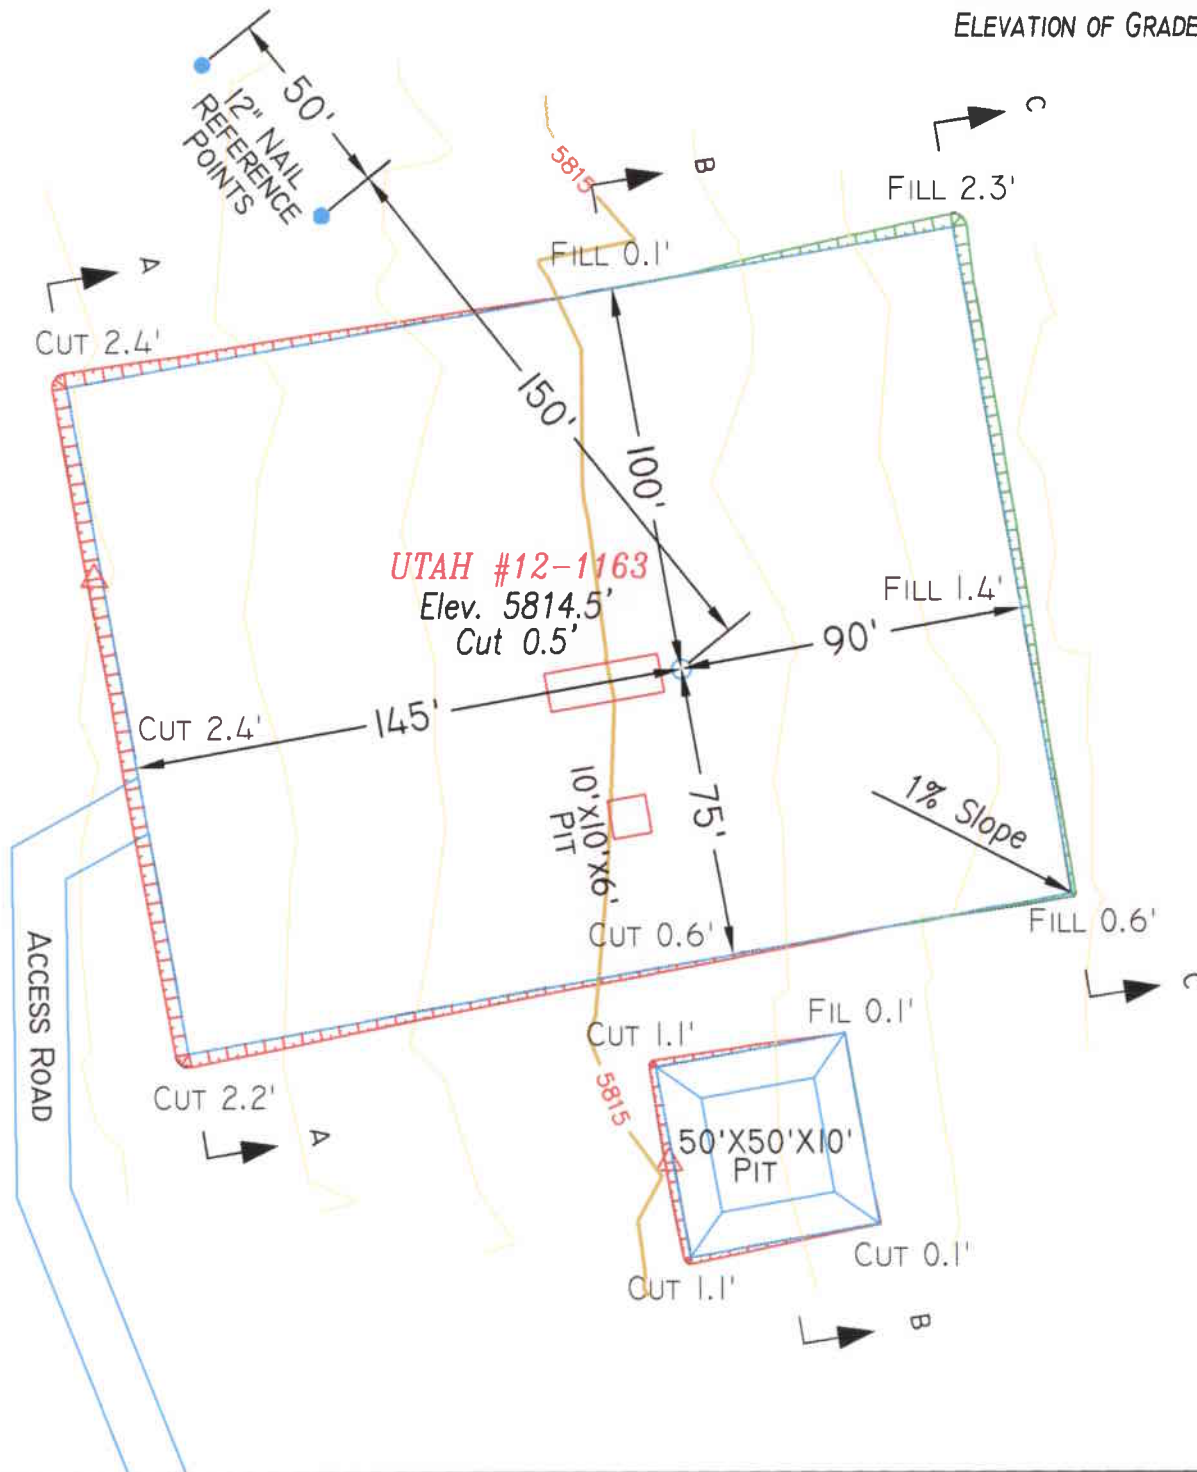 ELEVATION OF GRADE
50'
12" NAIL
REFERENCE
POINTS
C
B
5815
FILL 2.3'
FILL 0.1'
A
CUT 2.4'
150'
100'
UTAH #12-1163
Elev. 5814.5'
Cut 0.5'
FILL 1.4'
90'
CUT 2.4'
145'
10'X10'X6'
PIT
75'
1% Slope
CUT 0.6'
FILL 0.6'
ACCESS ROAD
C
CUT 1.1'
FIL 0.1'
CUT 2.2'
5815
A
50'X50'X10'
PIT
CUT 0.1'
CUT 1.1'
B